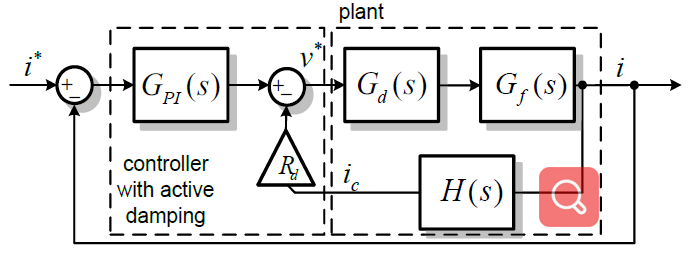 plant
i*
+
−
G_PI(s)
+
−
v*
G_d(s)
G_f(s)
i
controller
with active
damping
R_d
i_c
H(s)